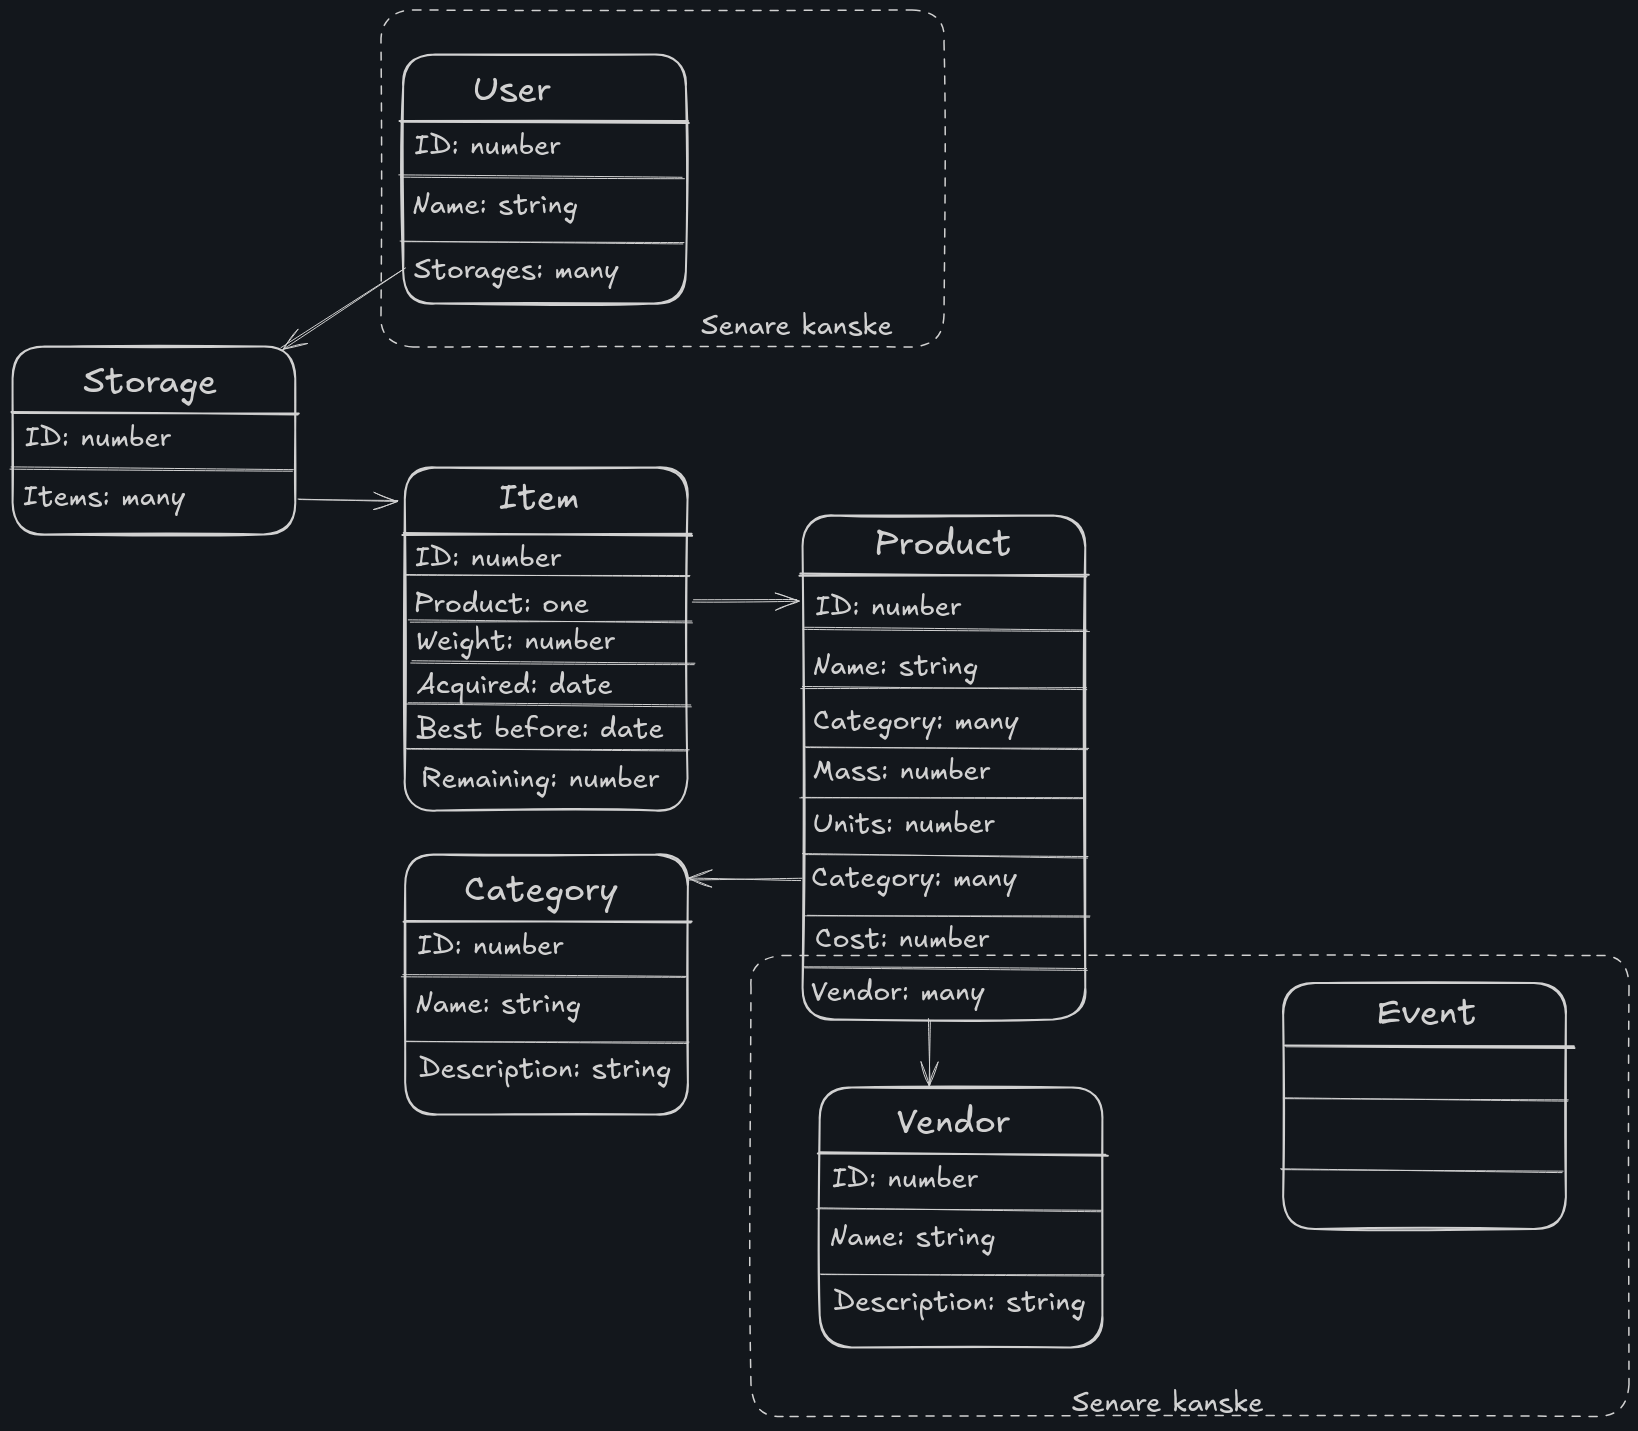 User
ID: number
Name: string
Storages: many
Senare kanske
Storage
ID: number
Items: many
Item
ID: number
Product: one
Weight: number
Acquired: date
Best before: date
Remaining: number
Product
ID: number
Name: string
Category: many
Mass: number
Units: number
Category: many
Cost: number
Vendor: many
Category
ID: number
Name: string
Description: string
Vendor
ID: number
Name: string
Description: string
Event
Senare kanske